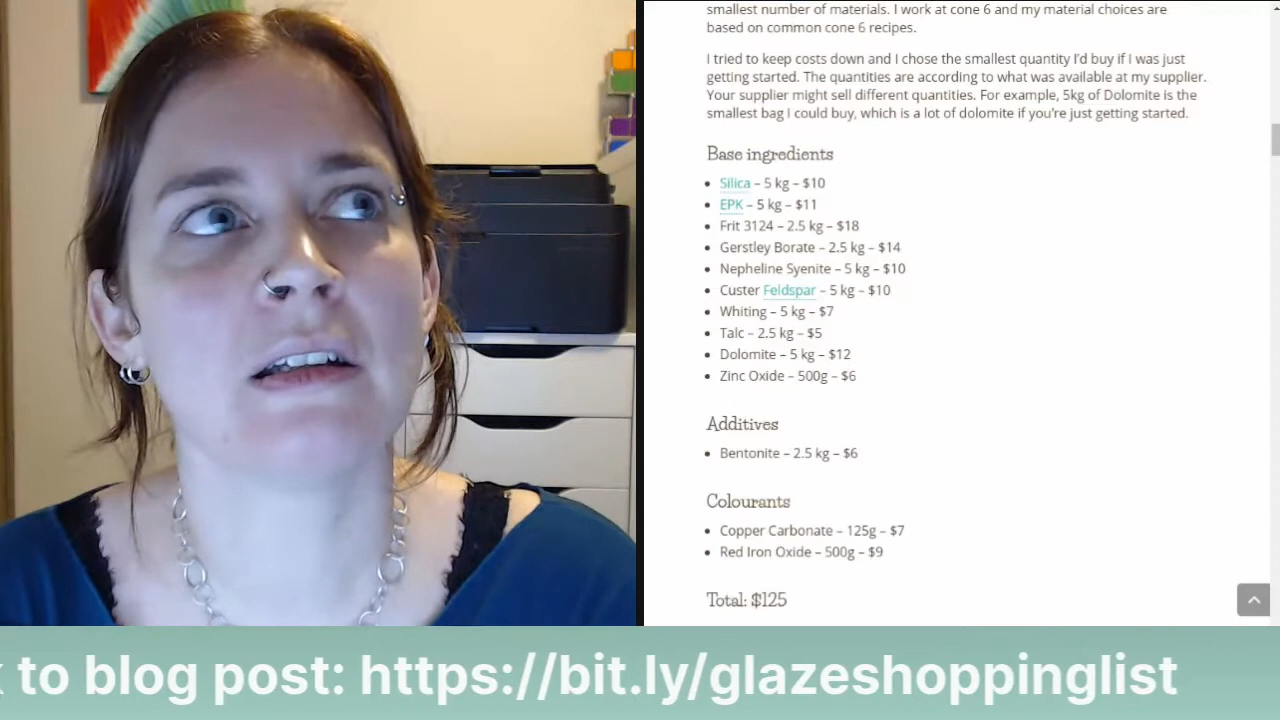 smallest number of materials. I work at cone 6 and my material choices are
based on common cone 6 recipes.
I tried to keep costs down and I chose the smallest quantity I'd buy if I was just
getting started. The quantities are according to what was available at my supplier.
Your supplier might sell different quantities. For example, 5kg of Dolomite is the
smallest bag I could buy, which is a lot of dolomite if you're just getting started.
Base ingredients
• Silica – 5 kg – $10
• EPK – 5 kg – $11
• Frit 3124 – 2.5 kg – $18
• Gerstley Borate – 2.5 kg – $14
• Nepheline Syenite – 5 kg – $10
• Custer Feldspar – 5 kg – $10
• Whiting – 5 kg – $7
• Talc – 2.5 kg – $5
• Dolomite – 5 kg – $12
• Zinc Oxide – 500g – $6
Additives
• Bentonite – 2.5 kg – $6
Colourants
• Copper Carbonate – 125g – $7
• Red Iron Oxide – 500g – $9
Total: $125
to blog post: https://bit.ly/glazeshoppinglist